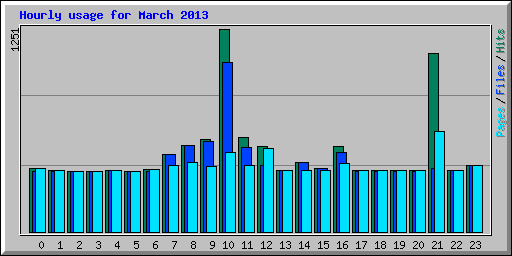 Hourly usage for March 2013
1251
Pages/Files/Hits
0 1 2 3 4 5 6 7 8 9 10 11 12 13 14 15 16 17 18 19 20 21 22 23